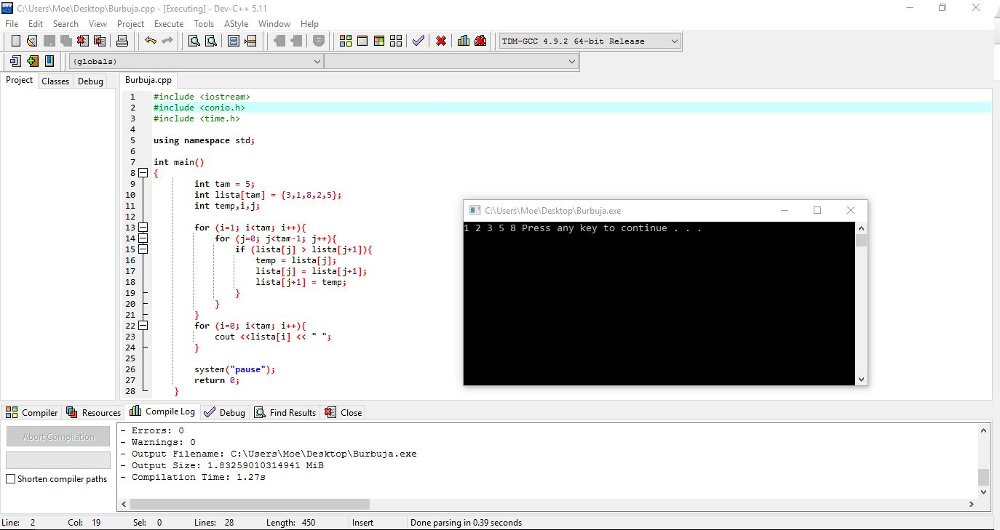 C:\Users\Moe\Desktop\Burbuja.cpp - [Executing] - Dev-C++ 5.11
File Edit Search View Project Execute Tools AStyle Window Help
TDM-GCC 4.9.2 64-bit Release
(globals)
Project Classes Debug
Burbuja.cpp
1 #include <iostream>
2 #include <conio.h>
3 #include <time.h>
4
5 using namespace std;
6
7 int main()
8 {
9 int tam = 5;
10 int lista[tam] = {3,1,8,2,5};
11 int temp,i,j;
12
13 for (i=1; i<tam; i++){
14 for (j=0; j<tam-1; j++){
15 if (lista[j] > lista[j+1]){
16 temp = lista[j];
17 lista[j] = lista[j+1];
18 lista[j+1] = temp;
19 }
20 }
21 }
22 for (i=0; i<tam; i++){
23 cout <<lista[i] << " ";
24 }
25
26 system("pause");
27 return 0;
28 }
C:\Users\Moe\Desktop\Burbuja.exe
1 2 3 5 8 Press any key to continue . . .
Compiler Resources Compile Log Debug Find Results Close
Abort Compilation
Shorten compiler paths
- Errors: 0
- Warnings: 0
- Output Filename: C:\Users\Moe\Desktop\Burbuja.exe
- Output Size: 1.83259010314941 MiB
- Compilation Time: 1.27s
Line: 2 Col: 19 Sel: 0 Lines: 28 Length: 450 Insert Done parsing in 0.39 seconds